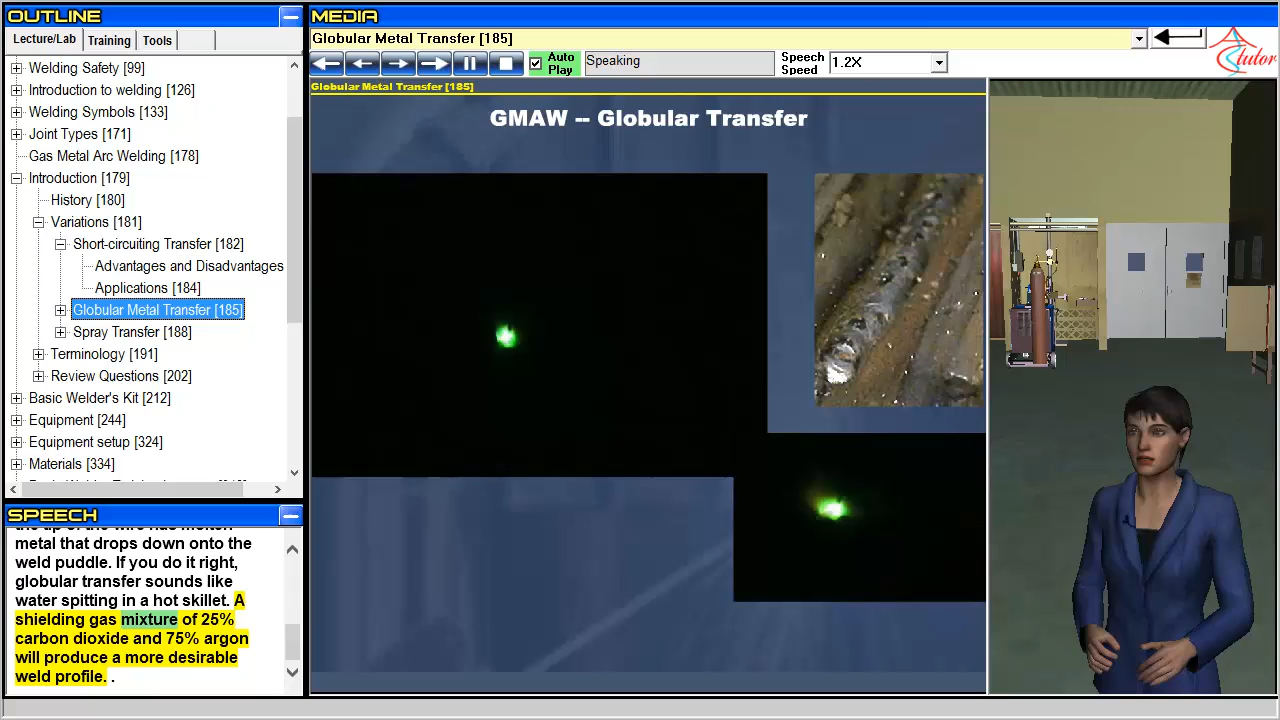 OUTLINE
Lecture/Lab Training Tools
Welding Safety [99]
Introduction to welding [126]
Welding Symbols [133]
Joint Types [171]
Gas Metal Arc Welding [178]
Introduction [179]
History [180]
Variations [181]
Short-circuiting Transfer [182]
Advantages and Disadvantages
Applications [184]
Globular Metal Transfer [185]
Spray Transfer [188]
Terminology [191]
Review Questions [202]
Basic Welder's Kit [212]
Equipment [244]
Equipment setup [324]
Materials [334]
SPEECH
metal that drops down onto the
weld puddle. If you do it right,
globular transfer sounds like
water spitting in a hot skillet. A
shielding gas mixture of 25%
carbon dioxide and 75% argon
will produce a more desirable
weld profile. .
MEDIA
Globular Metal Transfer [185]
Auto
Play
Speaking
Speech
Speed
1.2X
tutor
Globular Metal Transfer [185]
GMAW -- Globular Transfer